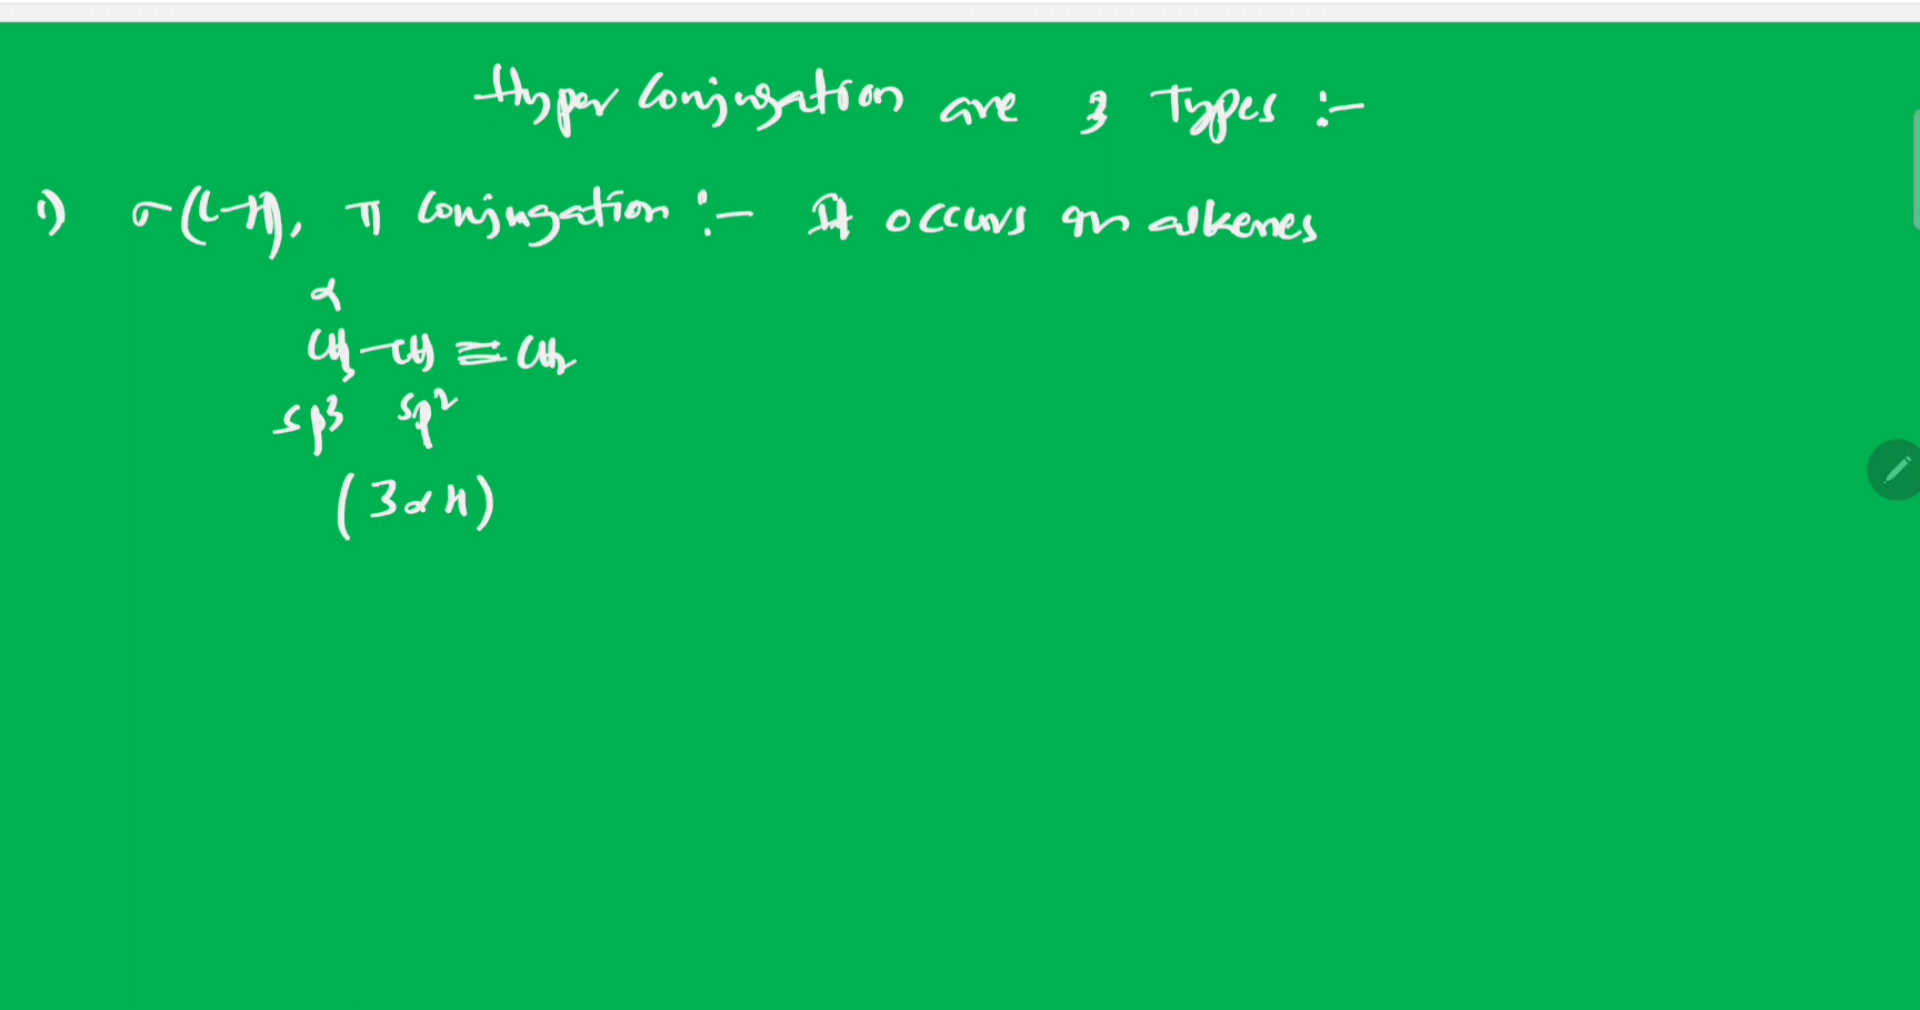 Hyper Conjugation are 3 Types :-
1) σ(C-H), π Conjugation :- It occurs in alkenes
α
CH3-CH=CH2
sp3 sp2
(3αH)